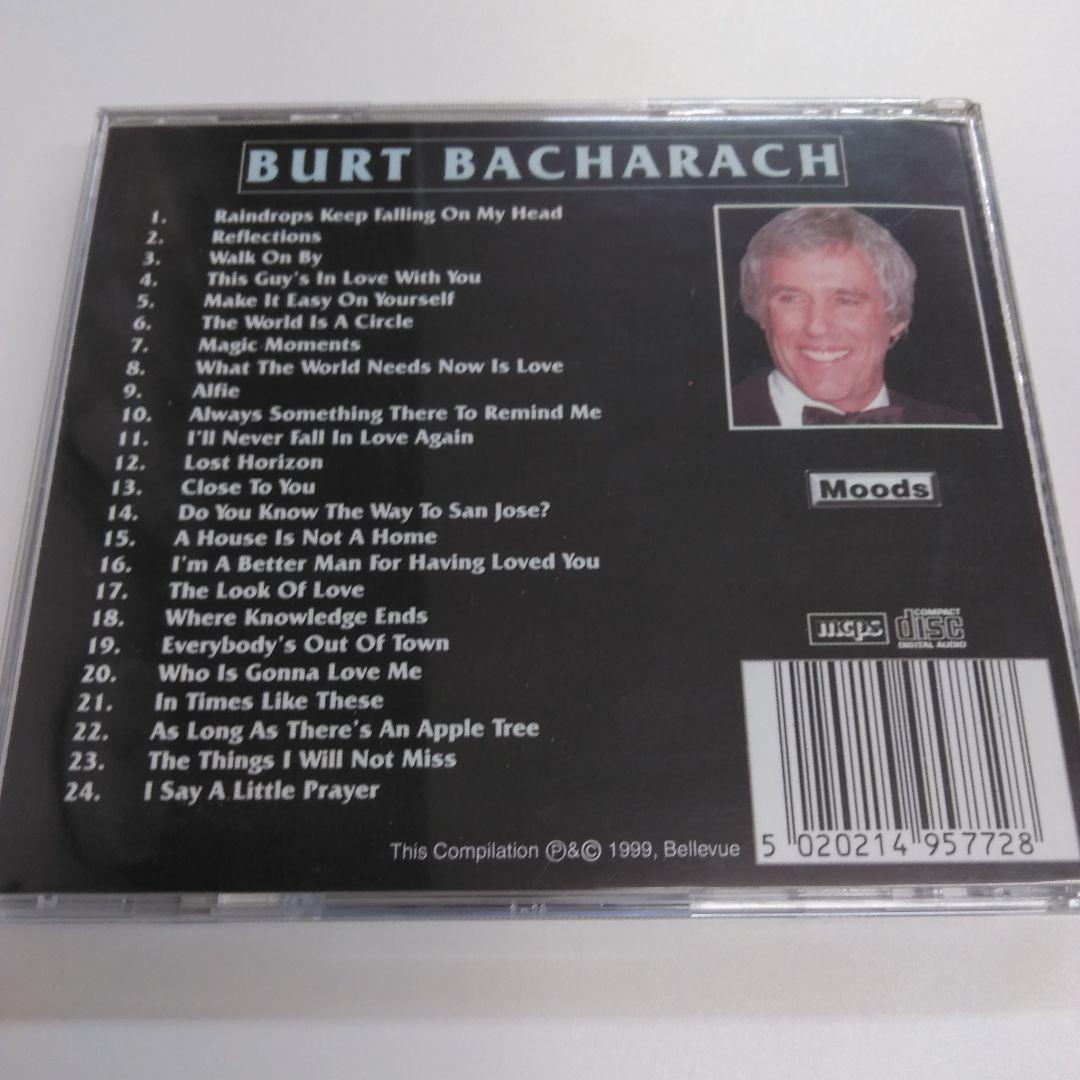 BURT BACHARACH
1. Raindrops Keep Falling On My Head
2. Reflections
3. Walk On By
4. This Guy's In Love With You
5. Make It Easy On Yourself
6. The World Is A Circle
7. Magic Moments
8. What The World Needs Now Is Love
9. Alfie
10. Always Something There To Remind Me
11. I'll Never Fall In Love Again
12. Lost Horizon
13. Close To You
14. Do You Know The Way To San Jose?
15. A House Is Not A Home
16. I'm A Better Man For Having Loved You
17. The Look Of Love
18. Where Knowledge Ends
19. Everybody's Out Of Town
20. Who Is Gonna Love Me
21. In Times Like These
22. As Long As There's An Apple Tree
23. The Things I Will Not Miss
24. I Say A Little Prayer
Moods
mcps
COMPACT
disc
DIGITAL AUDIO
This Compilation ℗&© 1999, Bellevue
5 020214 957728